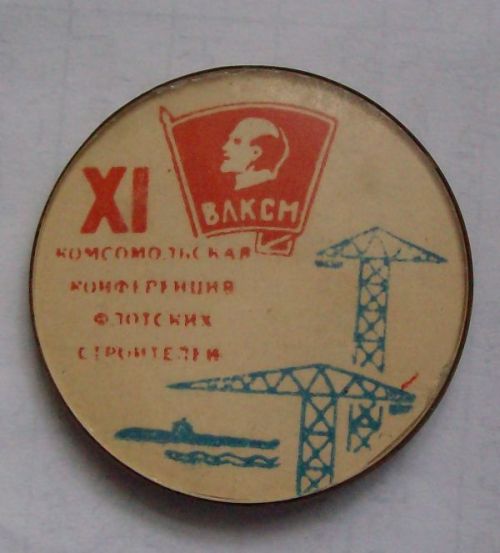 ВЛКСМ
XI
КОМСОМОЛЬСКАЯ
КОНФЕРЕНЦИЯ
ФЛОТСКИХ
СТРОИТЕЛЕЙ